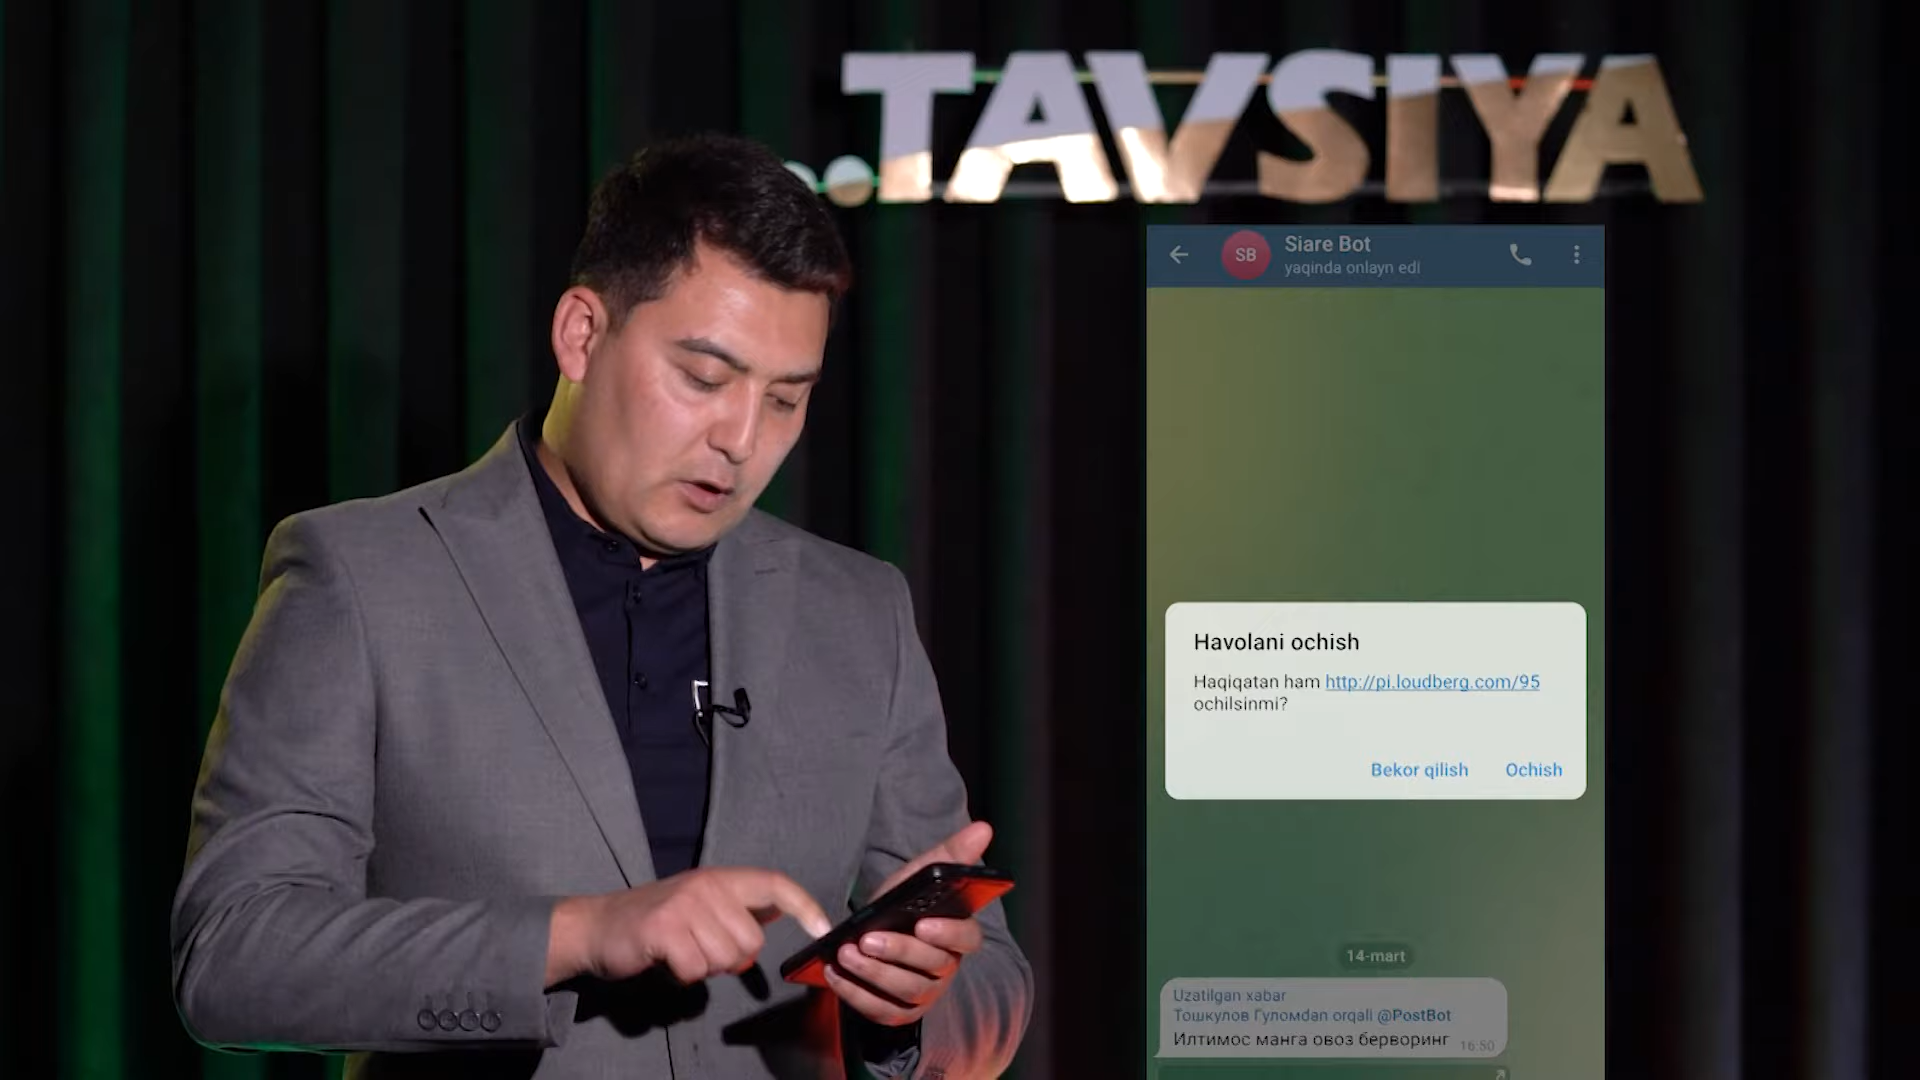 ..TAVSIYA
SB
Siare Bot
yaqinda onlayn edi
Havolani ochish
Haqiqatan ham http://pi.loudberg.com/95
ochilsinmi?
Bekor qilish
Ochish
14-mart
Uzatilgan xabar
Тошкулов Гуломdan orqali @PostBot
Илтимос манга овоз берворинг 16:50